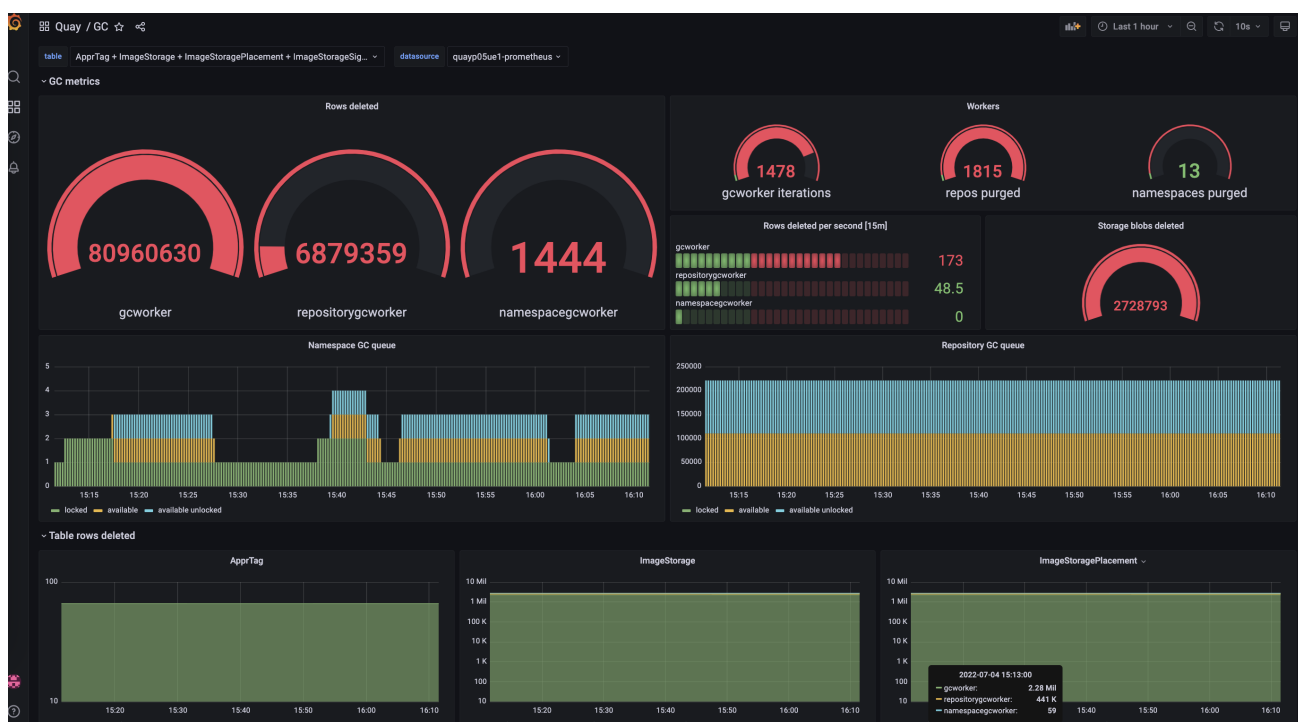 Quay / GC
Last 1 hour
10s
table ApprTag + ImageStorage + ImageStoragePlacement + ImageStorageSig... datasource quayp05ue1-prometheus
GC metrics
Rows deleted
80960630
6879359
1444
gcworker
repositorygcworker
namespacegcworker
Workers
1478
1815
13
gcworker iterations
repos purged
namespaces purged
Rows deleted per second [15m]
gcworker
173
repositorygcworker
48.5
namespacegcworker
0
Storage blobs deleted
2728793
Namespace GC queue
5
4
3
2
1
0
15:15 15:20 15:25 15:30 15:35 15:40 15:45 15:50 15:55 16:00 16:05 16:10
locked available available unlocked
Repository GC queue
250000
200000
150000
100000
50000
0
15:15 15:20 15:25 15:30 15:35 15:40 15:45 15:50 15:55 16:00 16:05 16:10
locked available available unlocked
Table rows deleted
ApprTag
100
10
15:20 15:30 15:40 15:50 16:00 16:10
ImageStorage
10 Mil
1 Mil
100 K
10 K
1 K
100
10
15:20 15:30 15:40 15:50 16:00 16:10
ImageStoragePlacement
10 Mil
1 Mil
100 K
10 K
1 K
100
10
2022-07-04 15:13:00
gcworker: 2.28 Mil
repositorygcworker: 441 K
namespacegcworker: 59
15:40 15:50 16:00 16:10